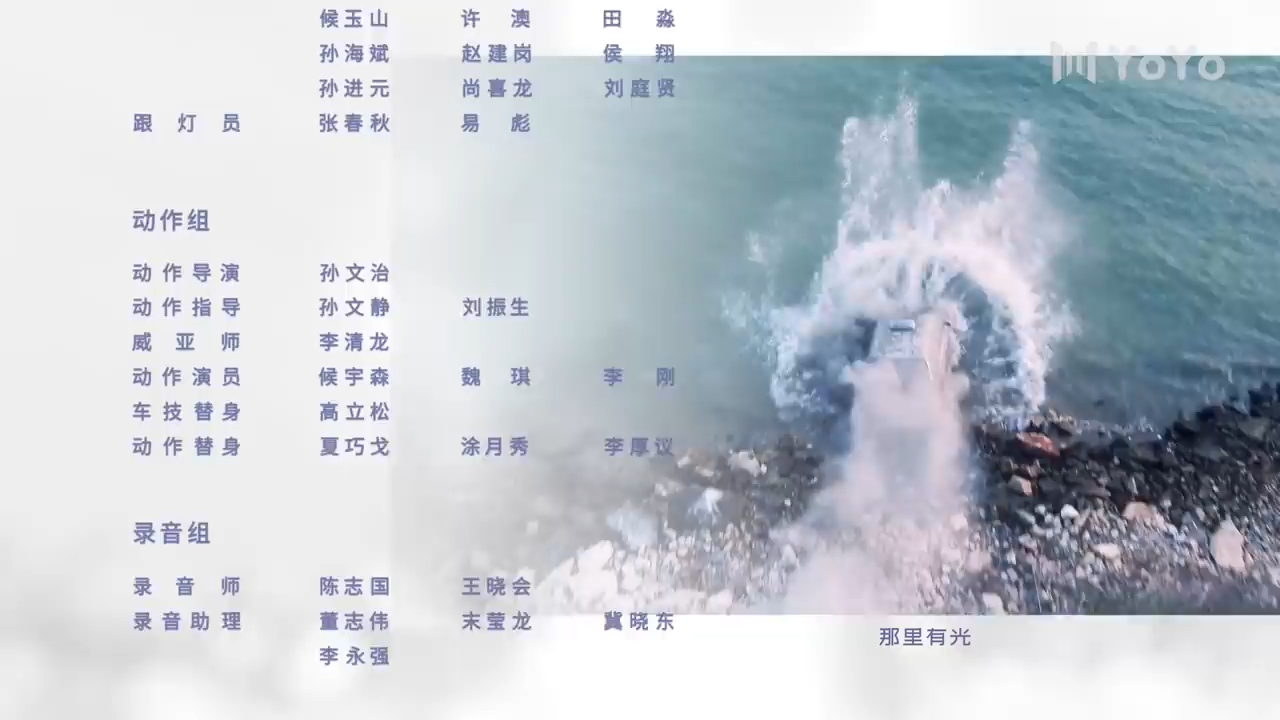 候玉山 许澳 田淼
孙海斌 赵建岗 侯翔
孙进元 尚喜龙 刘庭贤
跟灯员 张春秋 易彪
动作组
动作导演 孙文治
动作指导 孙文静 刘振生
威亚师 李清龙
动作演员 候宇森 魏琪 李刚
车技替身 高立松
动作替身 夏巧戈 涂月秀 李厚议
录音组
录音师 陈志国 王晓会
录音助理 董志伟 末莹龙 冀晓东
李永强
那里有光
YOYO